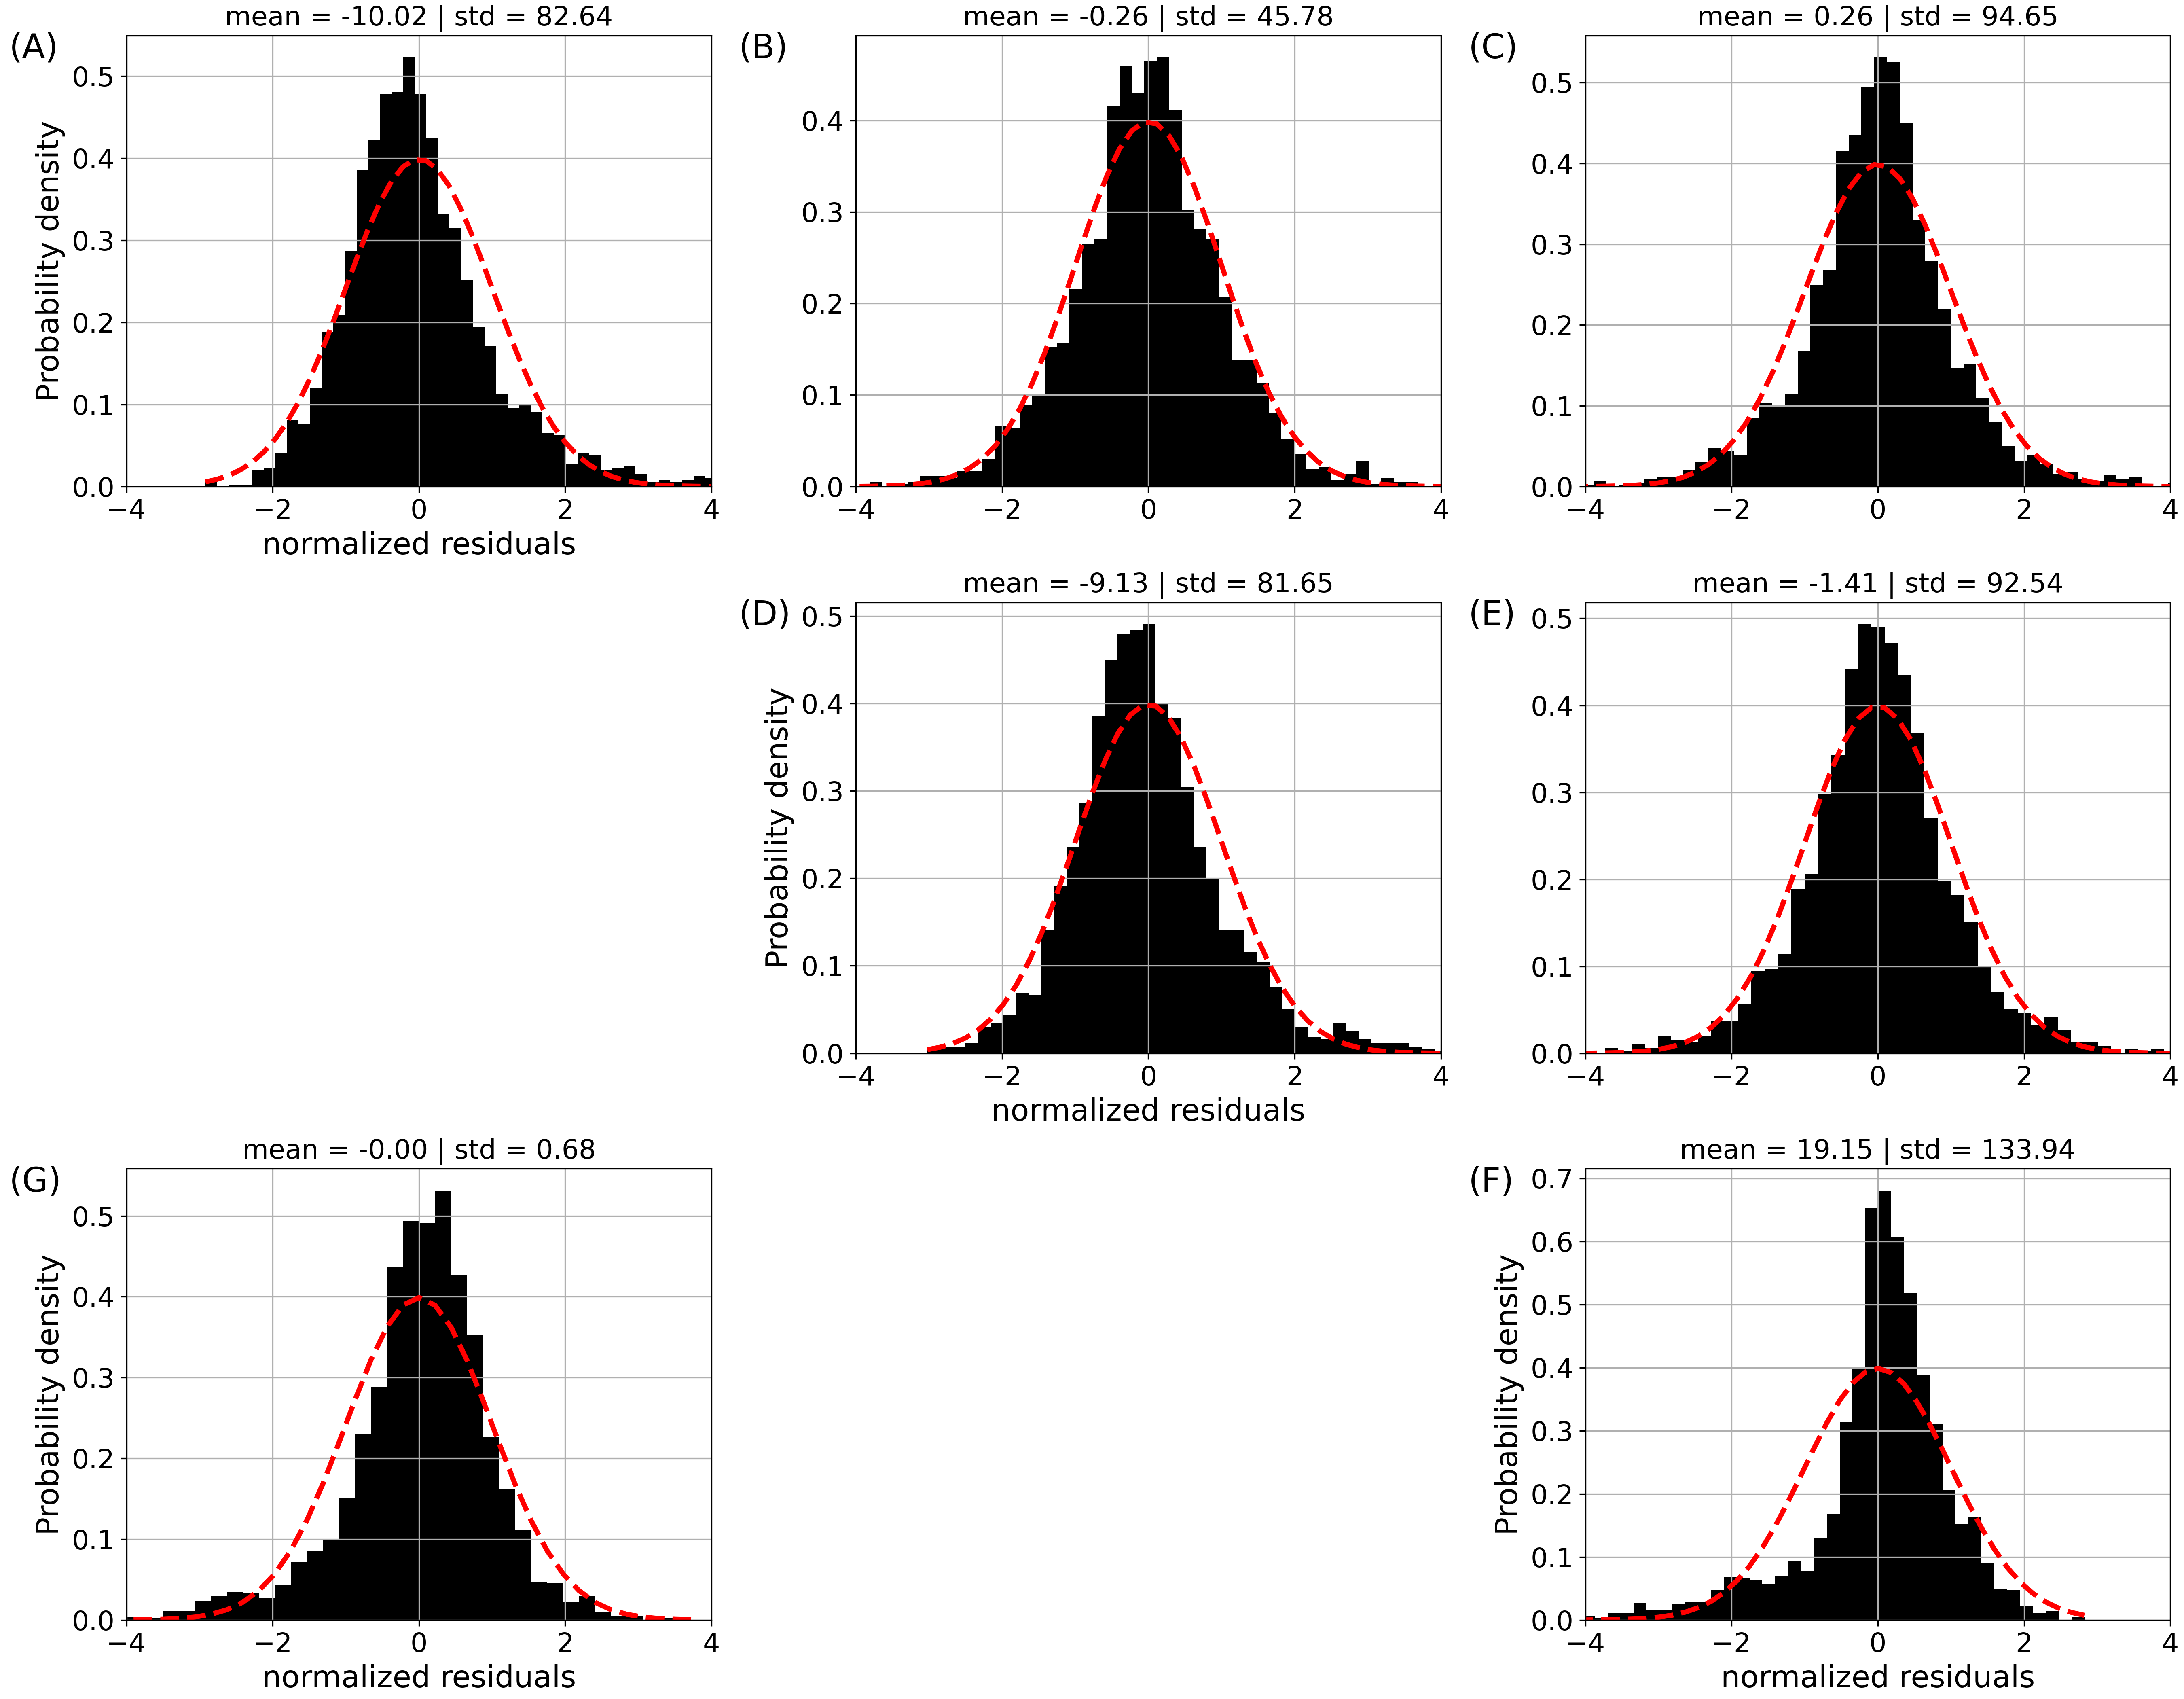 (A)
mean = -10.02 | std = 82.64
Probability density
0.5
0.4
0.3
0.2
0.1
0.0
−4 −2 0 2 4
normalized residuals
(B)
mean = -0.26 | std = 45.78
0.4
0.3
0.2
0.1
0.0
−4 −2 0 2 4
(C)
mean = 0.26 | std = 94.65
0.5
0.4
0.3
0.2
0.1
0.0
−4 −2 0 2 4
(D)
mean = -9.13 | std = 81.65
Probability density
0.5
0.4
0.3
0.2
0.1
0.0
−4 −2 0 2 4
normalized residuals
(E)
mean = -1.41 | std = 92.54
0.5
0.4
0.3
0.2
0.1
0.0
−4 −2 0 2 4
(G)
mean = -0.00 | std = 0.68
Probability density
0.5
0.4
0.3
0.2
0.1
0.0
−4 −2 0 2 4
normalized residuals
(F)
mean = 19.15 | std = 133.94
Probability density
0.7
0.6
0.5
0.4
0.3
0.2
0.1
0.0
−4 −2 0 2 4
normalized residuals